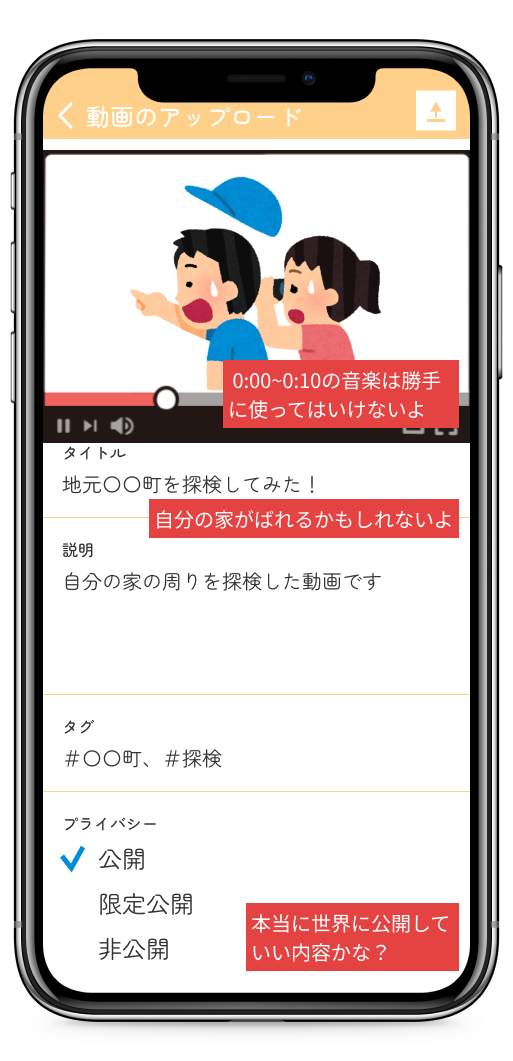 動画のアップロード
0:00~0:10の音楽は勝手
に使ってはいけないよ
タイトル
地元〇〇町を探検してみた！
自分の家がばれるかもしれないよ
説明
自分の家の周りを探検した動画です
タグ
＃〇〇町、＃探検
プライバシー
公開
限定公開
非公開
本当に世界に公開して
いい内容かな？